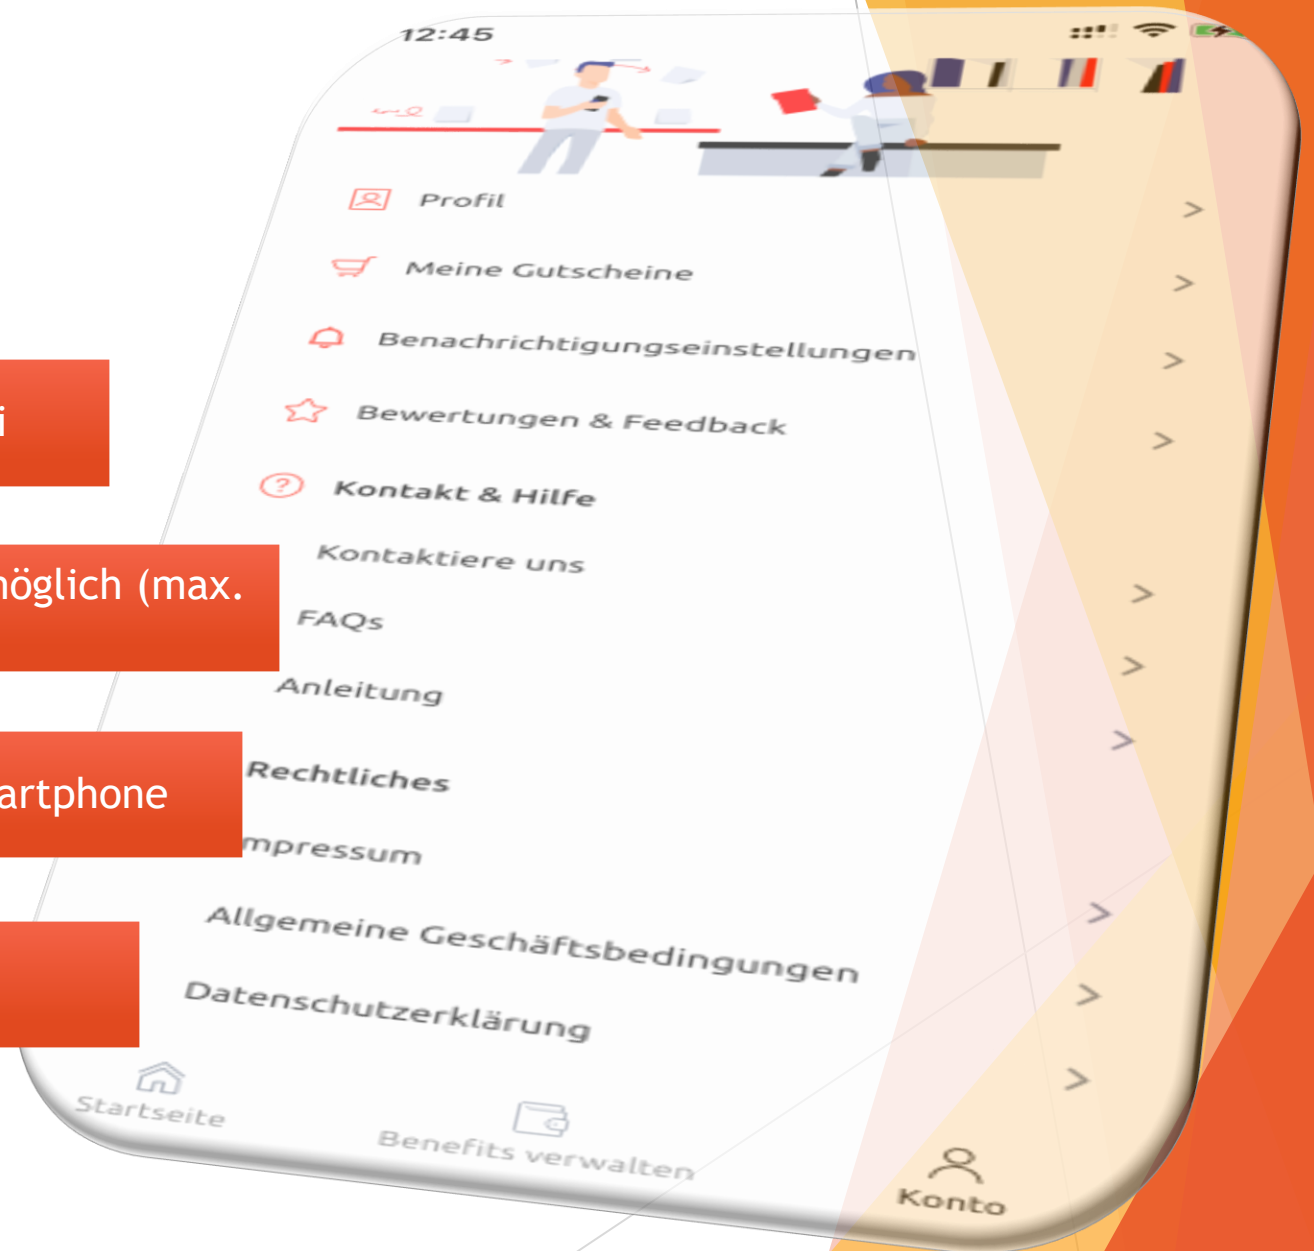 12:45
Profil
Meine Gutscheine
Benachrichtigungseinstellungen
Bewertungen & Feedback
Kontakt & Hilfe
Kontaktiere uns
FAQs
Anleitung
Rechtliches
mpressum
Allgemeine Geschäftsbedingungen
Datenschutzerklärung
Startseite
Benefits verwalten
Konto
i
möglich (max.
artphone